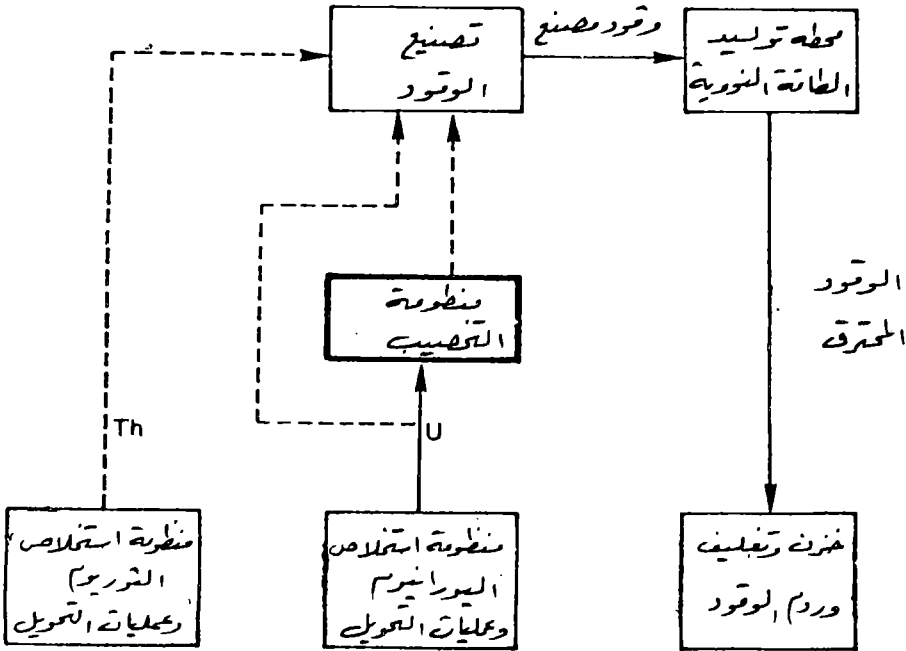 تصنيع
الوقود
وقود مصنع
محطه توليد
الطاقة النووية
منظومة
التخصيب
الوقود
المحترق
Th
U
منظومة استخلاص
الثوريوم
وعمليات التحويل
منظومة استخلاص
اليورانيوم
وعمليات التحويل
خزن وتغليف
وردم الوقود